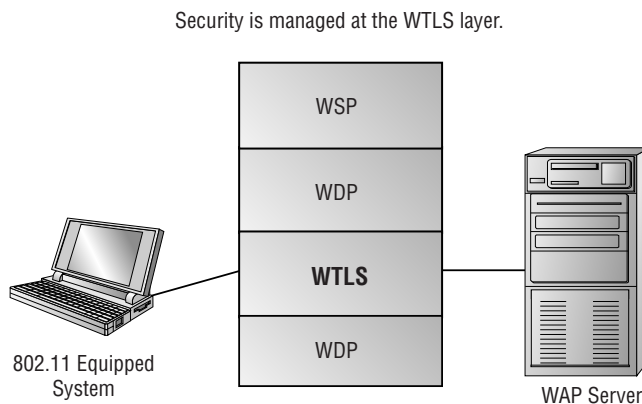 Security is managed at the WTLS layer.
WSP
WDP
WTLS
WDP
802.11 Equipped
System
WAP Server